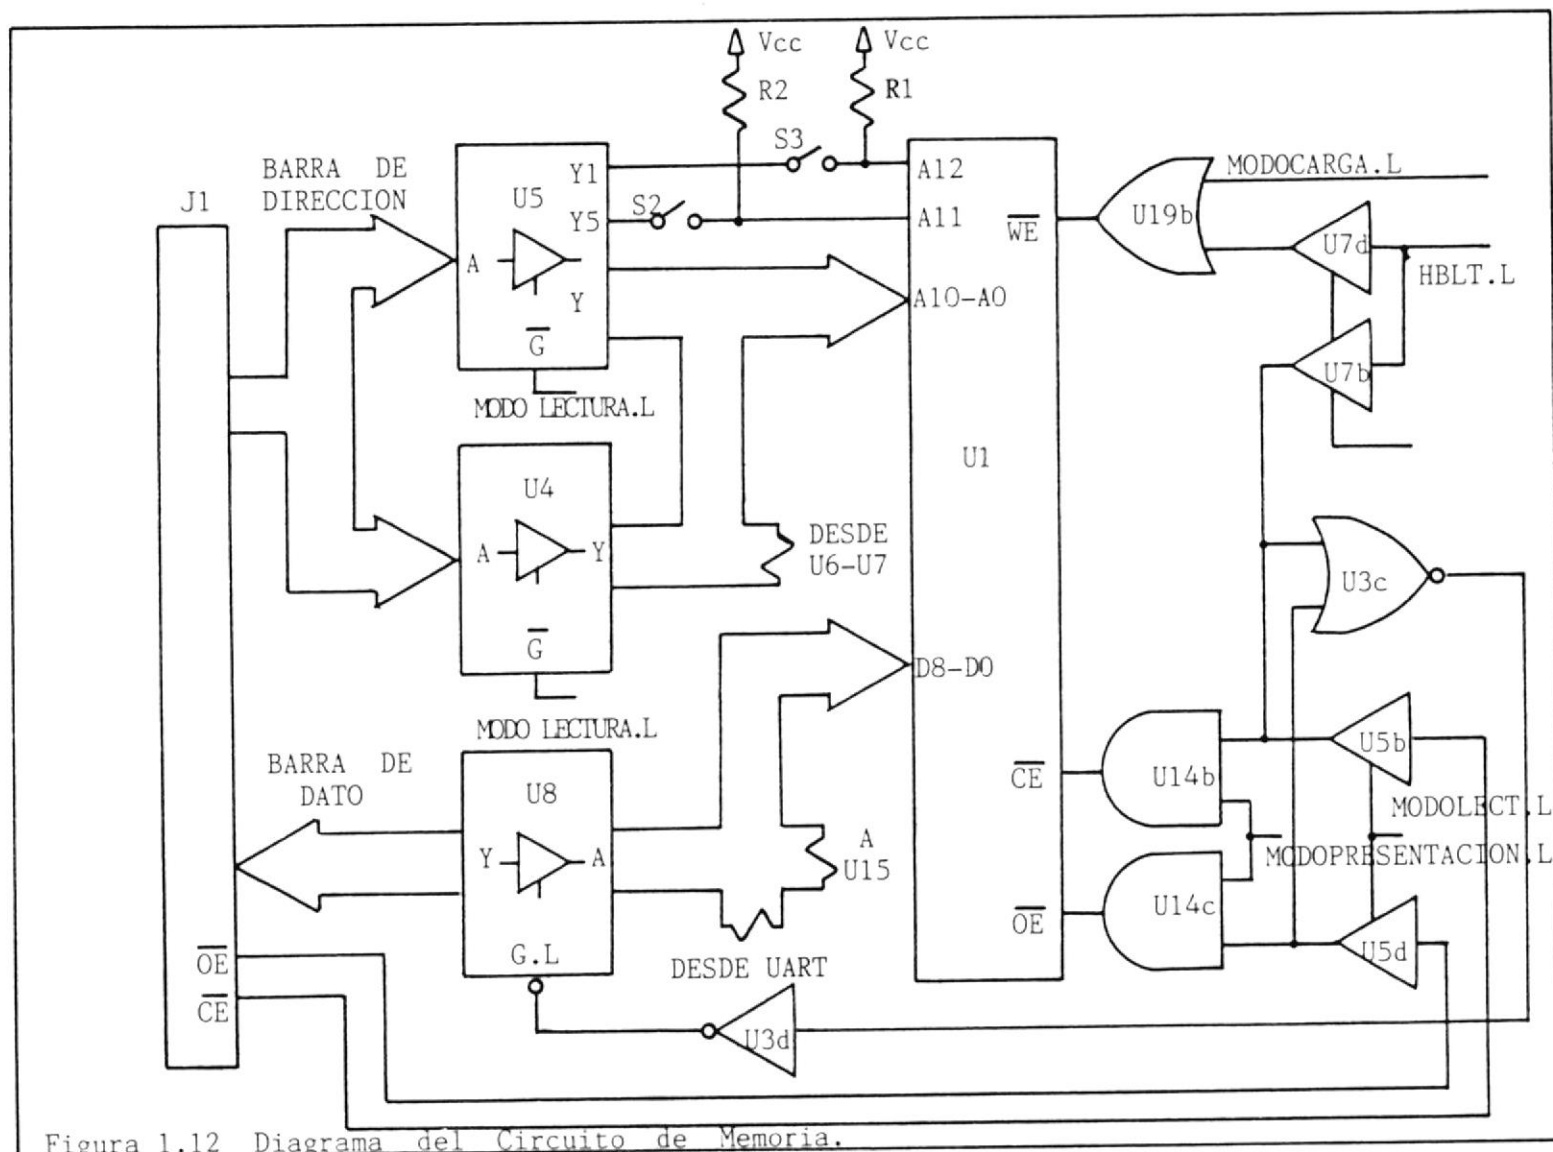 Vcc
Vcc
R2
R1
S3
BARRA DE
DIRECCION
J1
U5
Y1
Y5
S2
A
Y
G
MODO LECTURA.L
A12
A11
A10-A0
WE
U19b
MODOCARGA.L
U7d
HBLT.L
U7b
U1
U4
A
Y
G
MODO LECTURA.L
DESDE
U6-U7
U3c
D8-D0
BARRA DE
DATO
U8
Y
A
G.L
A
U15
DESDE UART
CE
U14b
U5b
MODOLECT.L
MODOPRESENTACION.L
OE
U14c
U5d
OE
CE
U3d
Figura 1.12 Diagrama del Circuito de Memoria.